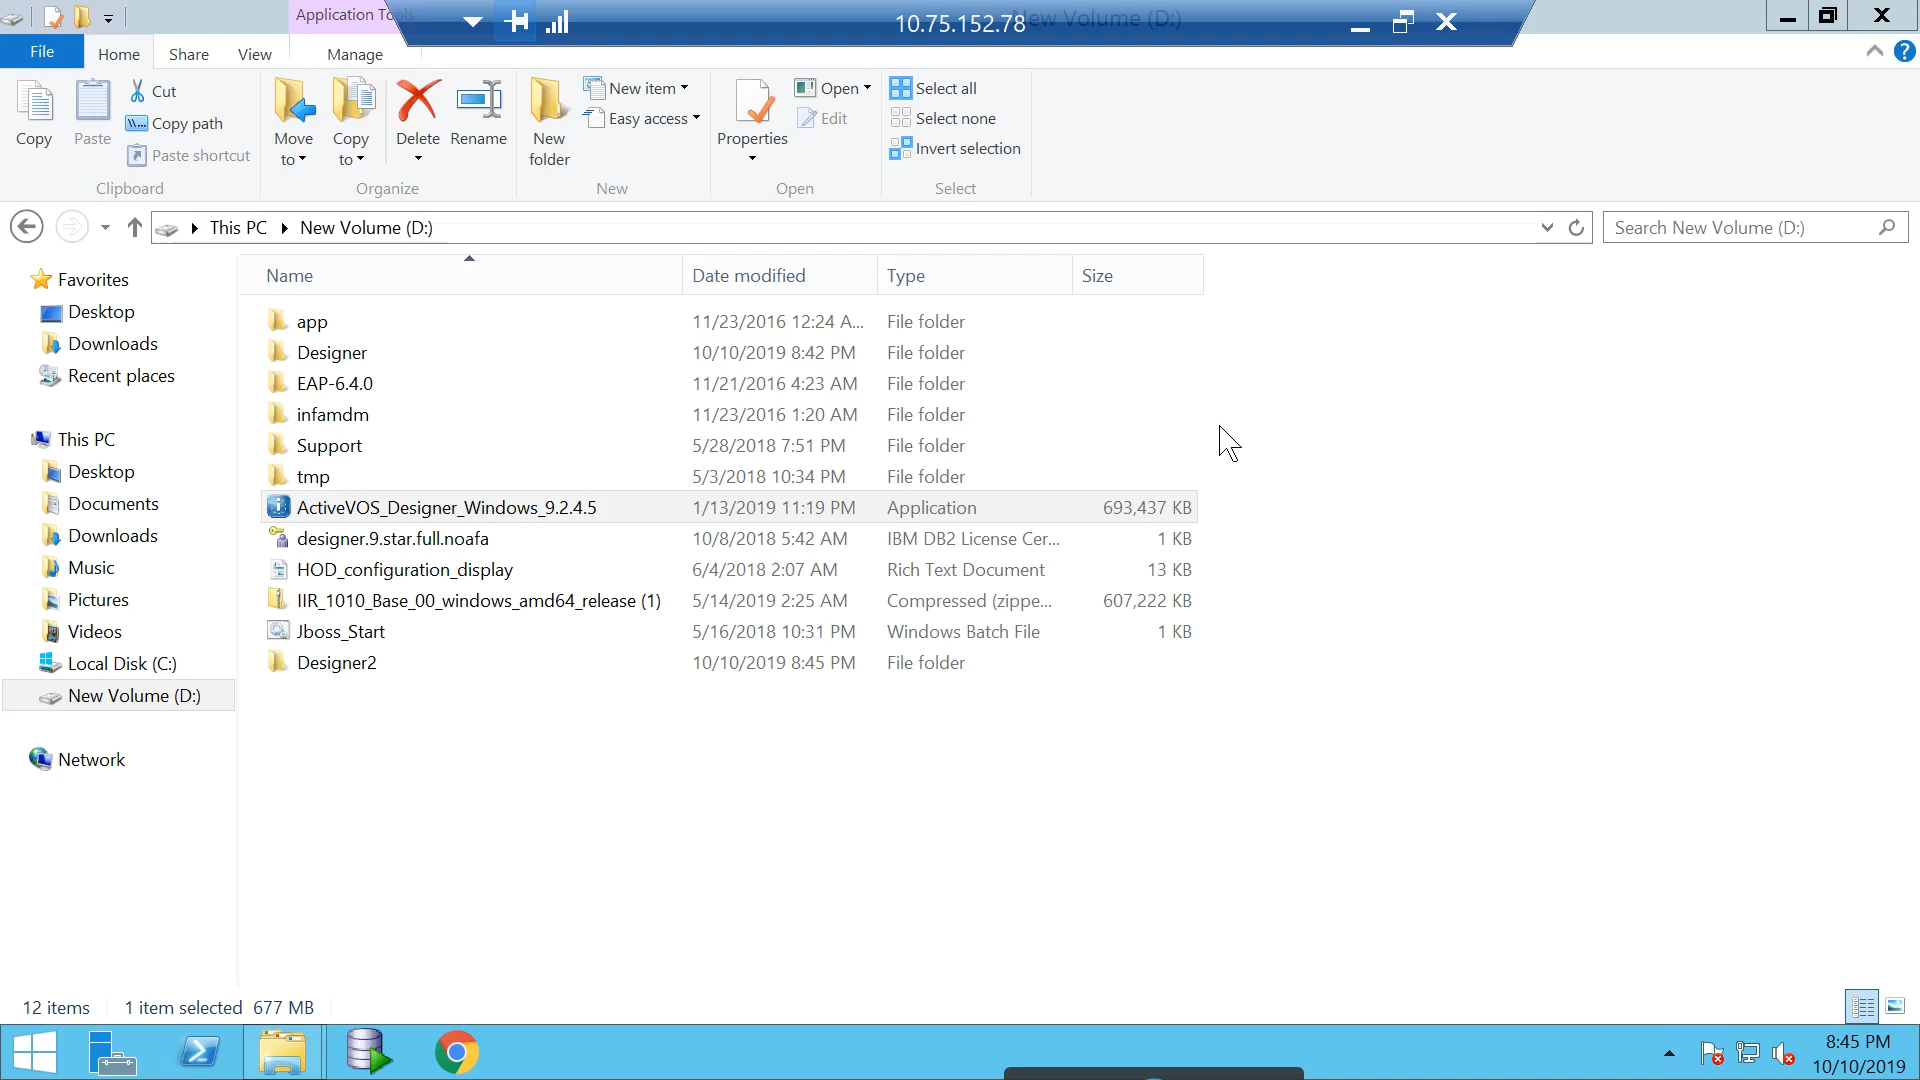 Application Tools
10.75.152.78
New Volume (D:)
File
Home
Share
View
Manage
Copy
Paste
Cut
Copy path
Paste shortcut
Clipboard
Move to
Copy to
Delete
Rename
Organize
New folder
New item
Easy access
New
Properties
Open
Edit
Open
Select all
Select none
Invert selection
Select
This PC
New Volume (D:)
Search New Volume (D:)
Favorites
Desktop
Downloads
Recent places
This PC
Desktop
Documents
Downloads
Music
Pictures
Videos
Local Disk (C:)
New Volume (D:)
Network
Name Date modified Type Size
app 11/23/2016 12:24 A... File folder
Designer 10/10/2019 8:42 PM File folder
EAP-6.4.0 11/21/2016 4:23 AM File folder
infamdm 11/23/2016 1:20 AM File folder
Support 5/28/2018 7:51 PM File folder
tmp 5/3/2018 10:34 PM File folder
ActiveVOS_Designer_Windows_9.2.4.5 1/13/2019 11:19 PM Application 693,437 KB
designer.9.star.full.noafa 10/8/2018 5:42 AM IBM DB2 License Cer... 1 KB
HOD_configuration_display 6/4/2018 2:07 AM Rich Text Document 13 KB
IIR_1010_Base_00_windows_amd64_release (1) 5/14/2019 2:25 AM Compressed (zippe... 607,222 KB
Jboss_Start 5/16/2018 10:31 PM Windows Batch File 1 KB
Designer2 10/10/2019 8:45 PM File folder
12 items 1 item selected 677 MB
8:45 PM
10/10/2019